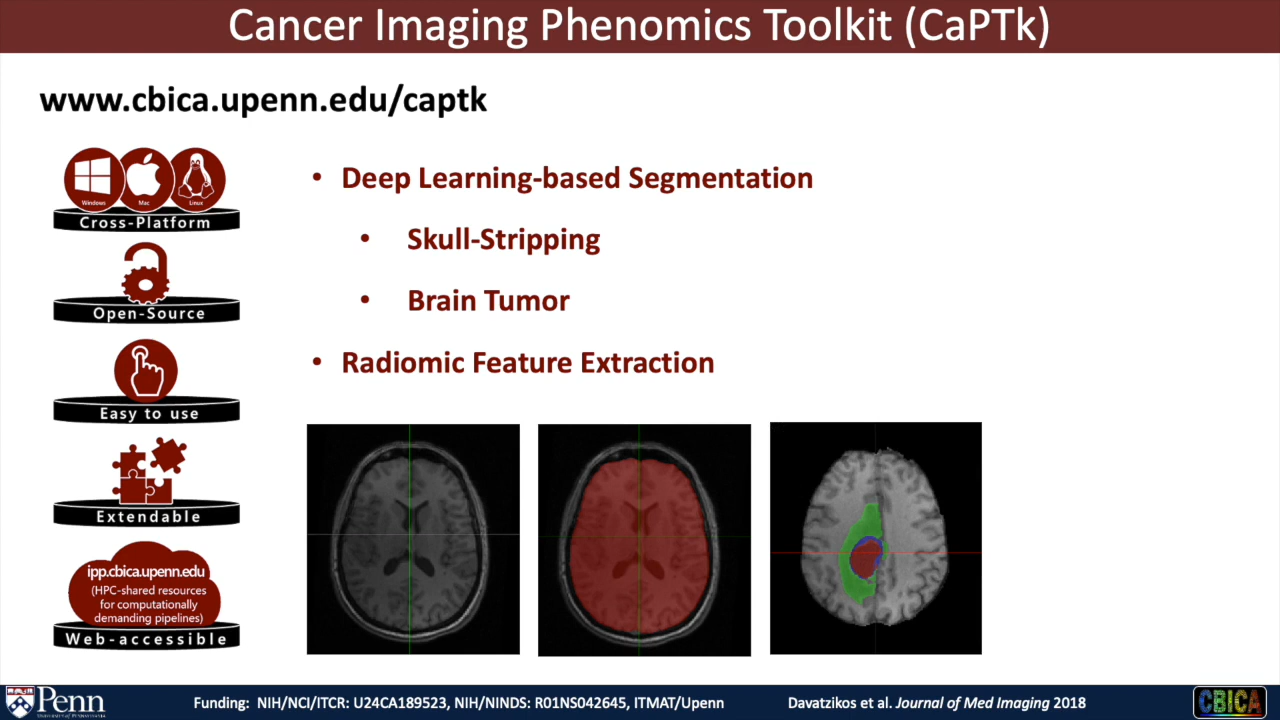 Cancer Imaging Phenomics Toolkit (CaPTk)
www.cbica.upenn.edu/captk
Windows
Mac
Linux
Cross-Platform
Open-Source
Easy to use
Extendable
ipp.cbica.upenn.edu
(HPC-shared resources
for computationally
demanding pipelines)
Web-accessible
• Deep Learning-based Segmentation
• Skull-Stripping
• Brain Tumor
• Radiomic Feature Extraction
Penn
University of Pennsylvania
Funding: NIH/NCI/ITCR: U24CA189523, NIH/NINDS: R01NS042645, ITMAT/Upenn
Davatzikos et al. Journal of Med Imaging 2018
CBICA